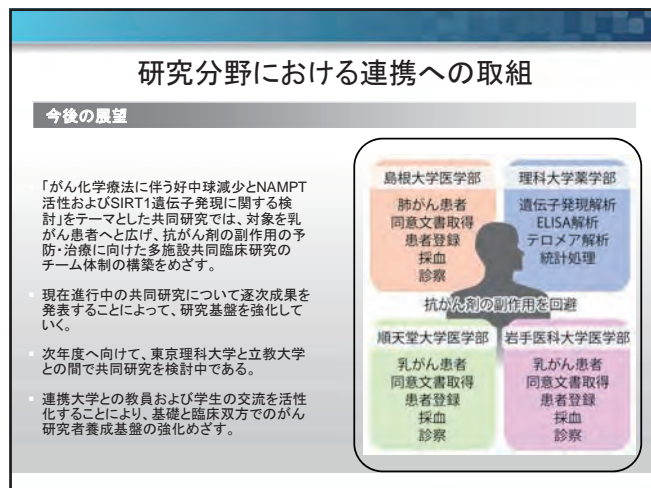 研究分野における連携への取組
今後の展望
「がん化学療法に伴う好中球減少とNAMPT
活性およびSIRT1遺伝子発現に関する検
討」をテーマとした共同研究では、対象を乳
がん患者へと広げ、抗がん剤の副作用の予
防・治療に向けた多施設共同臨床研究の
チーム体制の構築をめざす。
現在進行中の共同研究について逐次成果を
発表することによって、研究基盤を強化して
いく。
次年度へ向けて、東京理科大学と立教大学
との間で共同研究を検討中である。
連携大学との教員および学生の交流を活性
化することにより、基礎と臨床双方でのがん
研究者養成基盤の強化めざす。
島根大学医学部
肺がん患者
同意文書取得
患者登録
採血
診察
理科大学薬学部
遺伝子発現解析
ELISA解析
テロメア解析
統計処理
抗がん剤の副作用を回避
順天堂大学医学部
乳がん患者
同意文書取得
患者登録
採血
診察
岩手医科大学医学部
乳がん患者
同意文書取得
患者登録
採血
診察